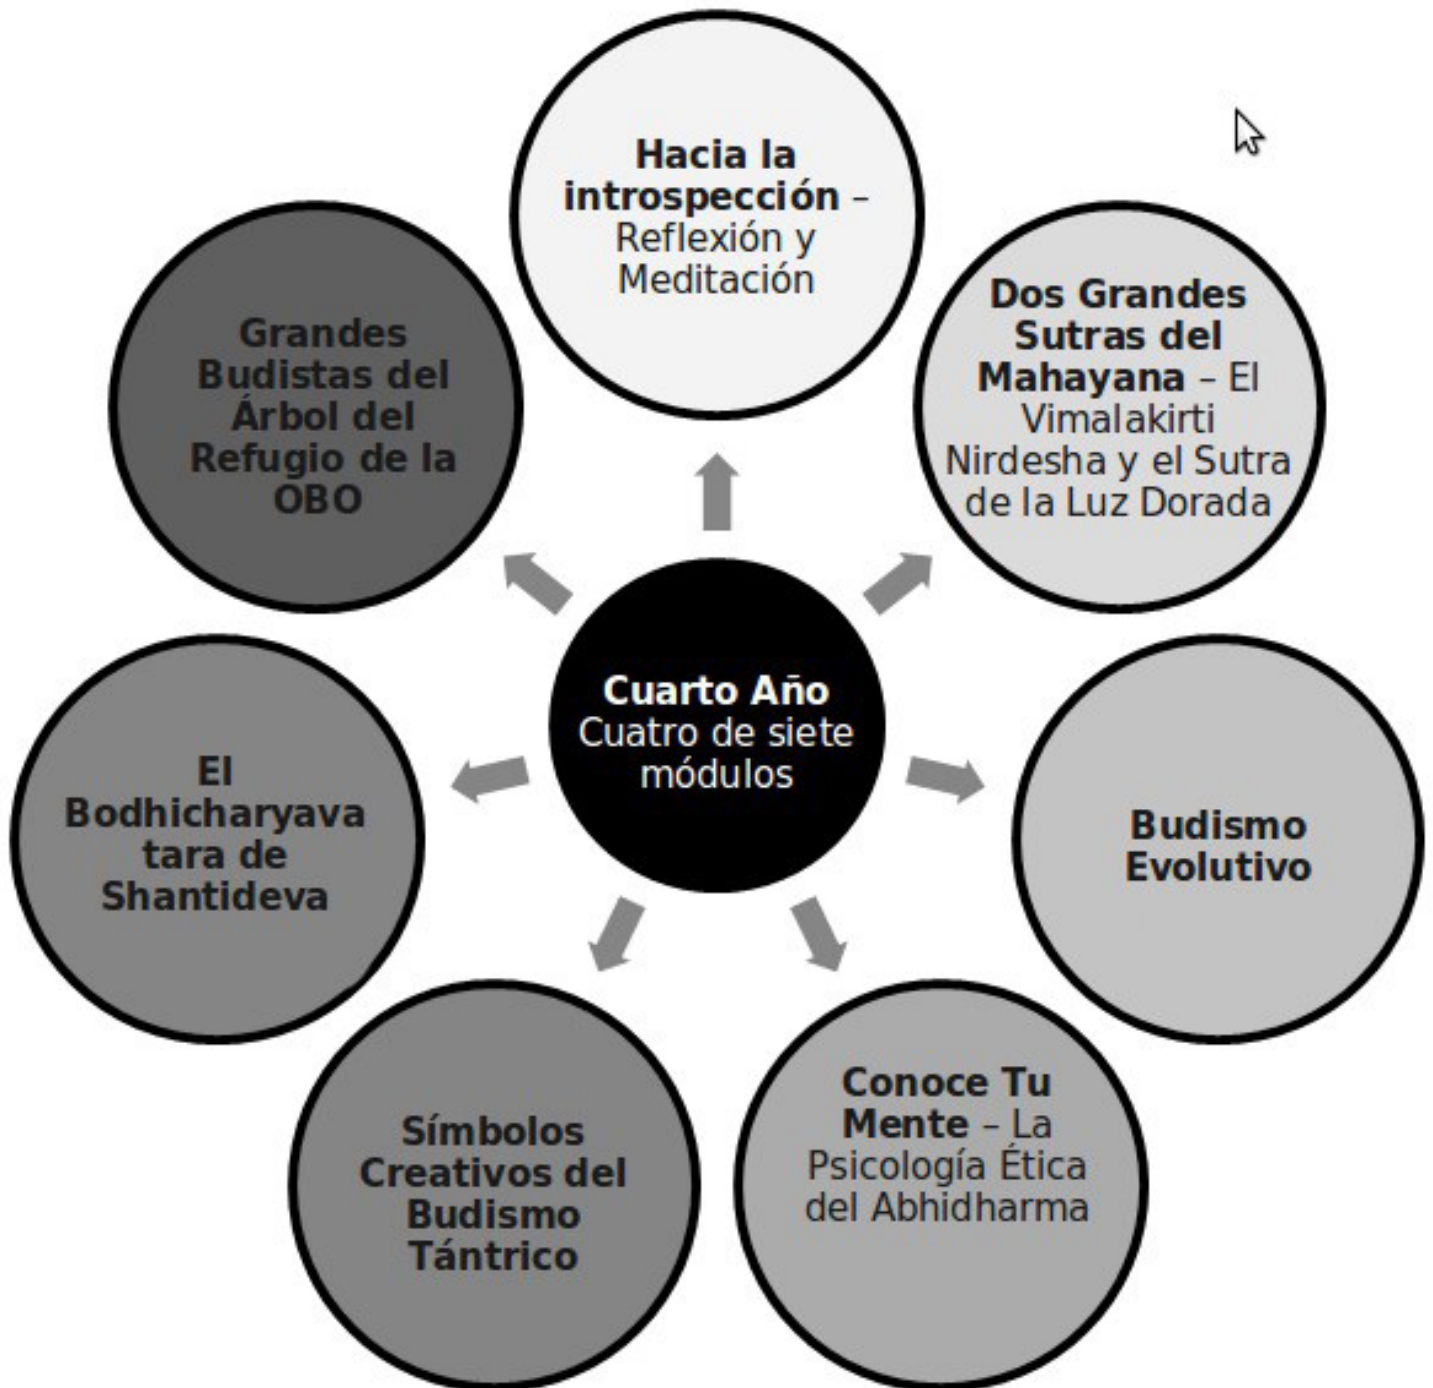 Hacia la
introspección –
Reflexión y
Meditación
Dos Grandes
Sutras del
Mahayana – El
Vimalakirti
Nirdesha y el Sutra
de la Luz Dorada
Budismo
Evolutivo
Conoce Tu
Mente – La
Psicología Ética
del Abhidharma
Símbolos
Creativos del
Budismo
Tántrico
El
Bodhicharyava
tara de
Shantideva
Grandes
Budistas del
Árbol del
Refugio de la
OBO
Cuarto Año
Cuatro de siete
módulos